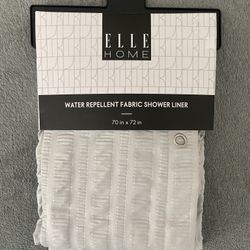 ELLE
HOME
WATER REPELLENT FABRIC SHOWER LINER
70 in x 72 in